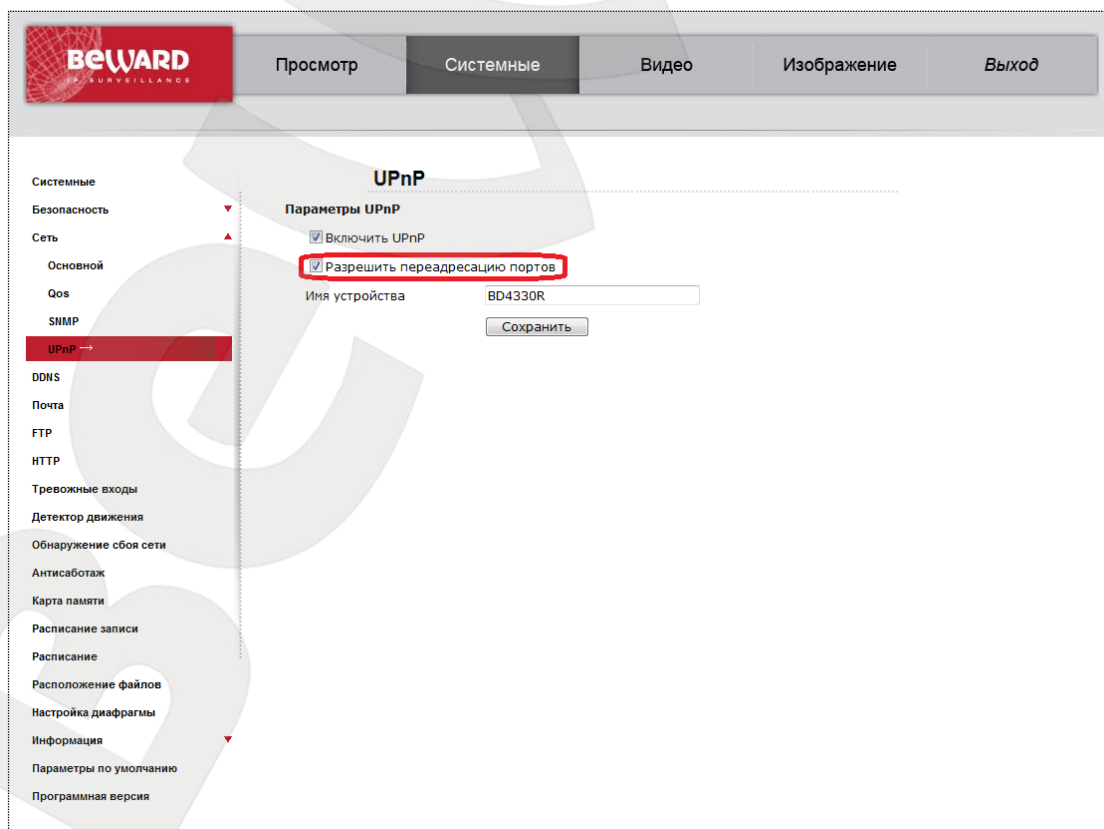 BEWARD
IP SURVEILLANCE
Просмотр
Системные
Видео
Изображение
Выход
Системные
Безопасность
Сеть
Основной
Qos
SNMP
UPnP →
DDNS
Почта
FTP
HTTP
Тревожные входы
Детектор движения
Обнаружение сбоя сети
Антисаботаж
Карта памяти
Расписание записи
Расписание
Расположение файлов
Настройка диафрагмы
Информация
Параметры по умолчанию
Программная версия
UPnP
Параметры UPnP
Включить UPnP
Разрешить переадресацию портов
Имя устройства BD4330R
Сохранить